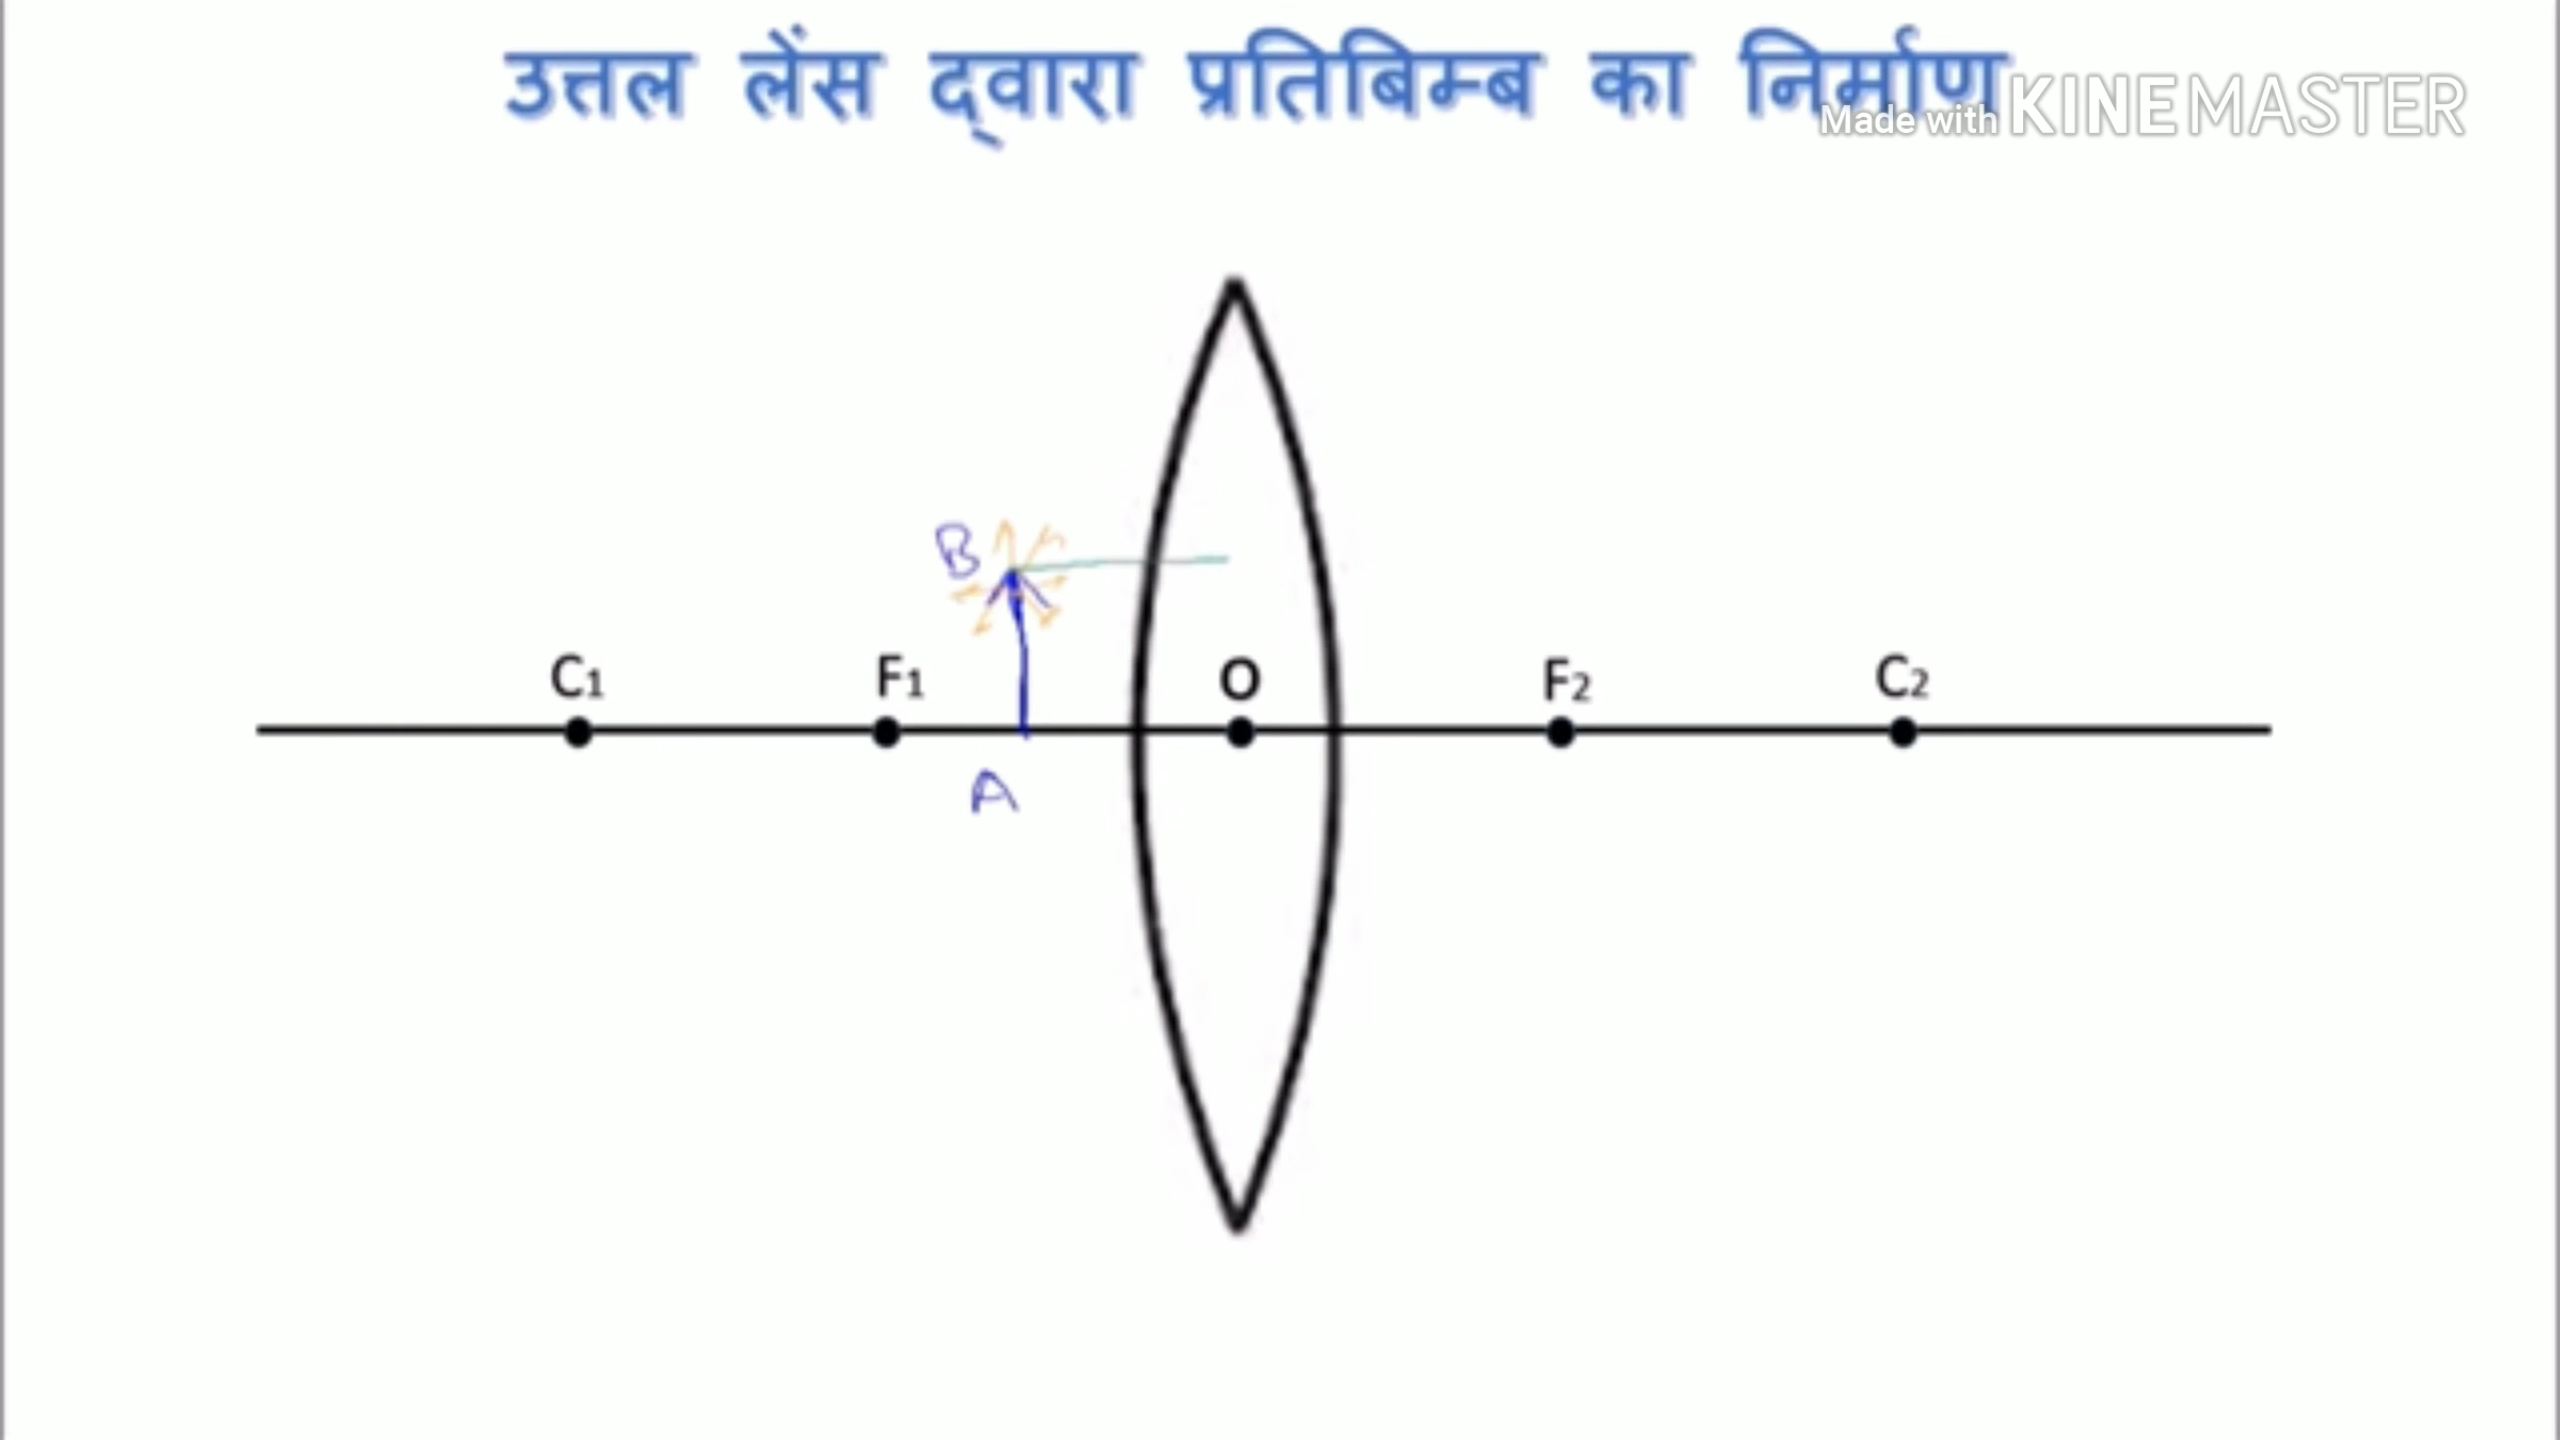 उत्तल लेंस द्‌वारा प्रतिबिम्ब का निर्माण
Made with KINEMASTER
B
C1 F1 O F2 C2
A